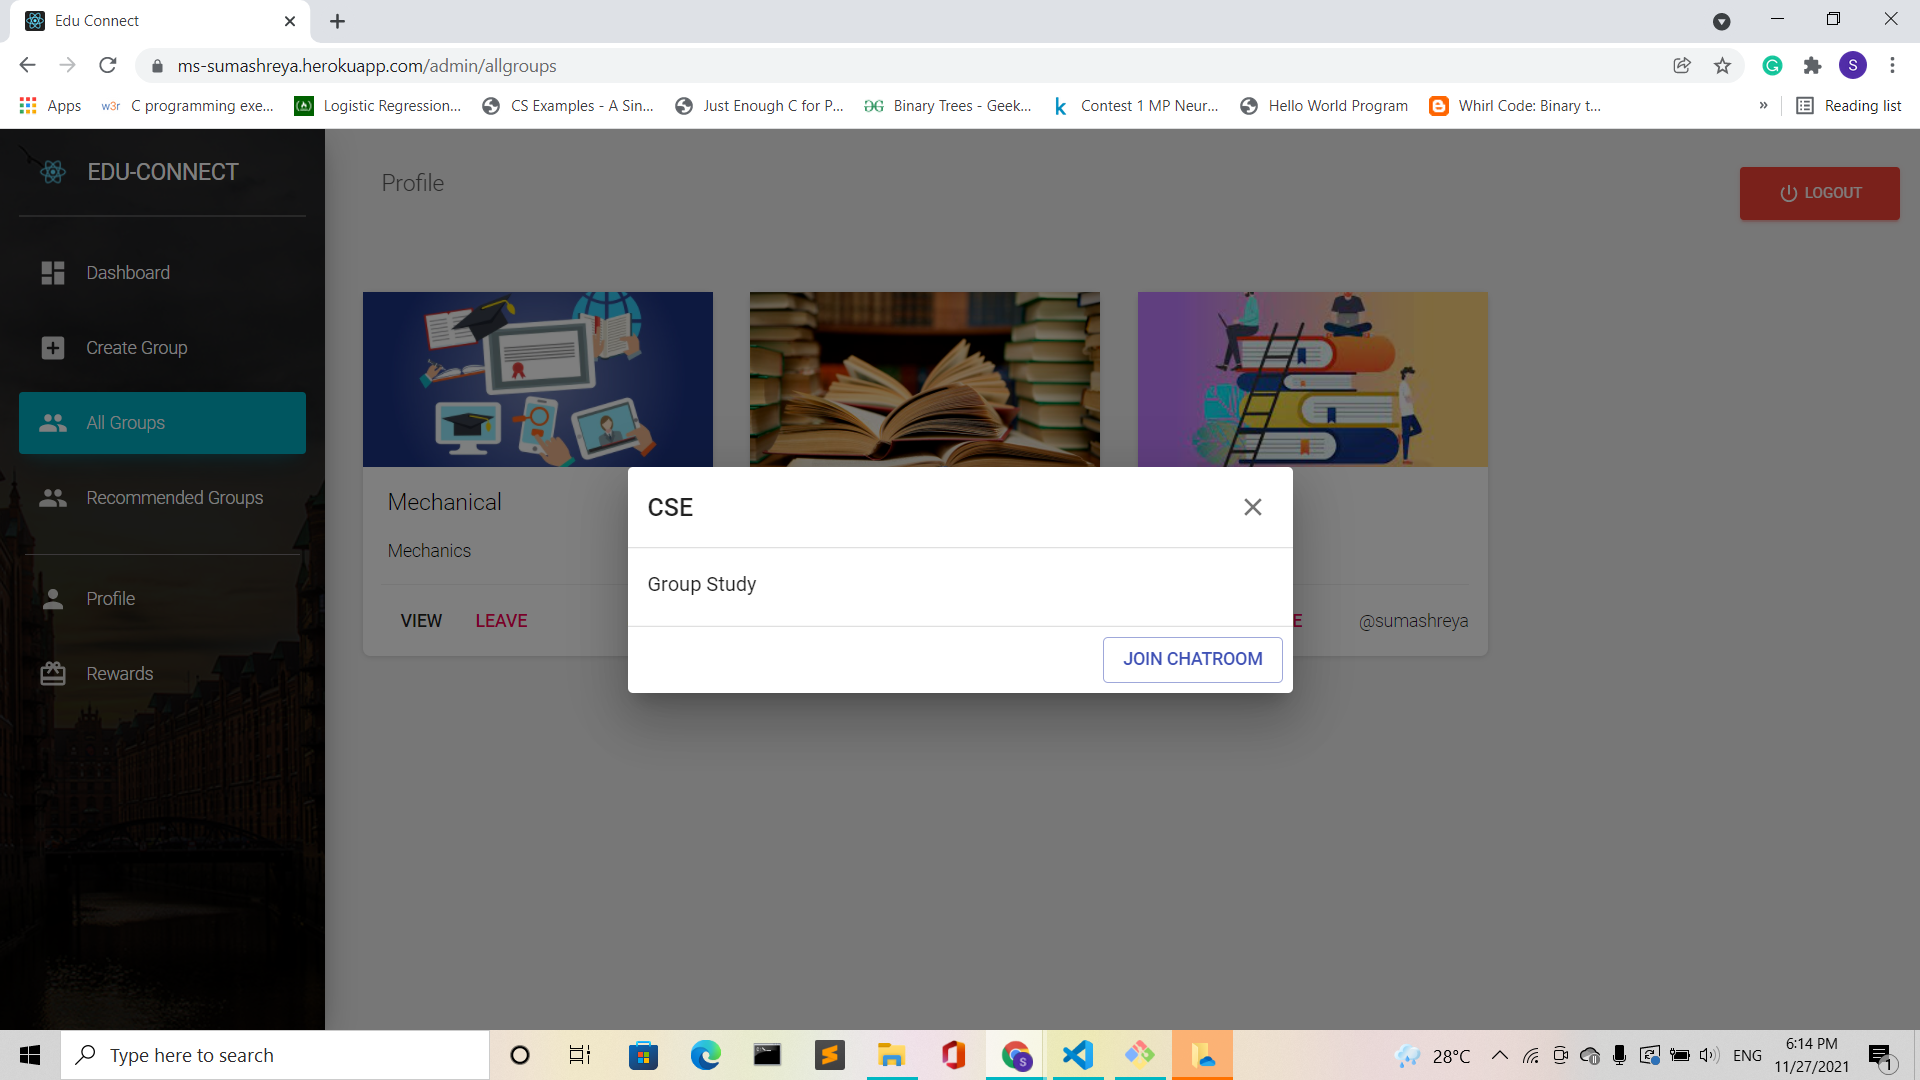 Edu Connect
ms-sumashreya.herokuapp.com/admin/allgroups
S
Apps
w3r C programming exe...
Logistic Regression...
CS Examples - A Sin...
Just Enough C for P...
Binary Trees - Geek...
k Contest 1 MP Neur...
Hello World Program
Whirl Code: Binary t...
»
Reading list
EDU-CONNECT
Profile
LOGOUT
Dashboard
Create Group
All Groups
Recommended Groups
Profile
Rewards
Mechanical
Mechanics
VIEW LEAVE
CSE
Group Study
JOIN CHATROOM
E @sumashreya
Type here to search
28°C
ENG
6:14 PM
11/27/2021
1